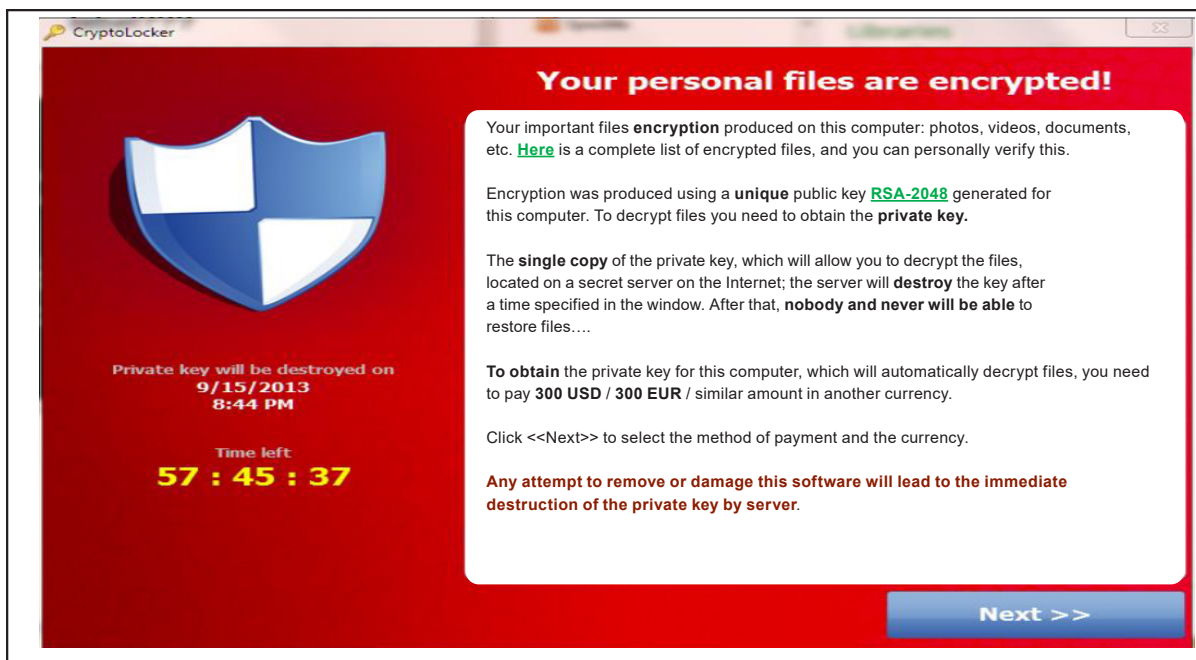 CryptoLocker
Your personal files are encrypted!
Your important files encryption produced on this computer: photos, videos, documents,
etc. Here is a complete list of encrypted files, and you can personally verify this.
Encryption was produced using a unique public key RSA-2048 generated for
this computer. To decrypt files you need to obtain the private key.
The single copy of the private key, which will allow you to decrypt the files,
located on a secret server on the Internet; the server will destroy the key after
a time specified in the window. After that, nobody and never will be able to
restore files….
To obtain the private key for this computer, which will automatically decrypt files, you need
to pay 300 USD / 300 EUR / similar amount in another currency.
Click <<Next>> to select the method of payment and the currency.
Any attempt to remove or damage this software will lead to the immediate
destruction of the private key by server.
Private key will be destroyed on
9/15/2013
8:44 PM
Time left
57 : 45 : 37
Next >>